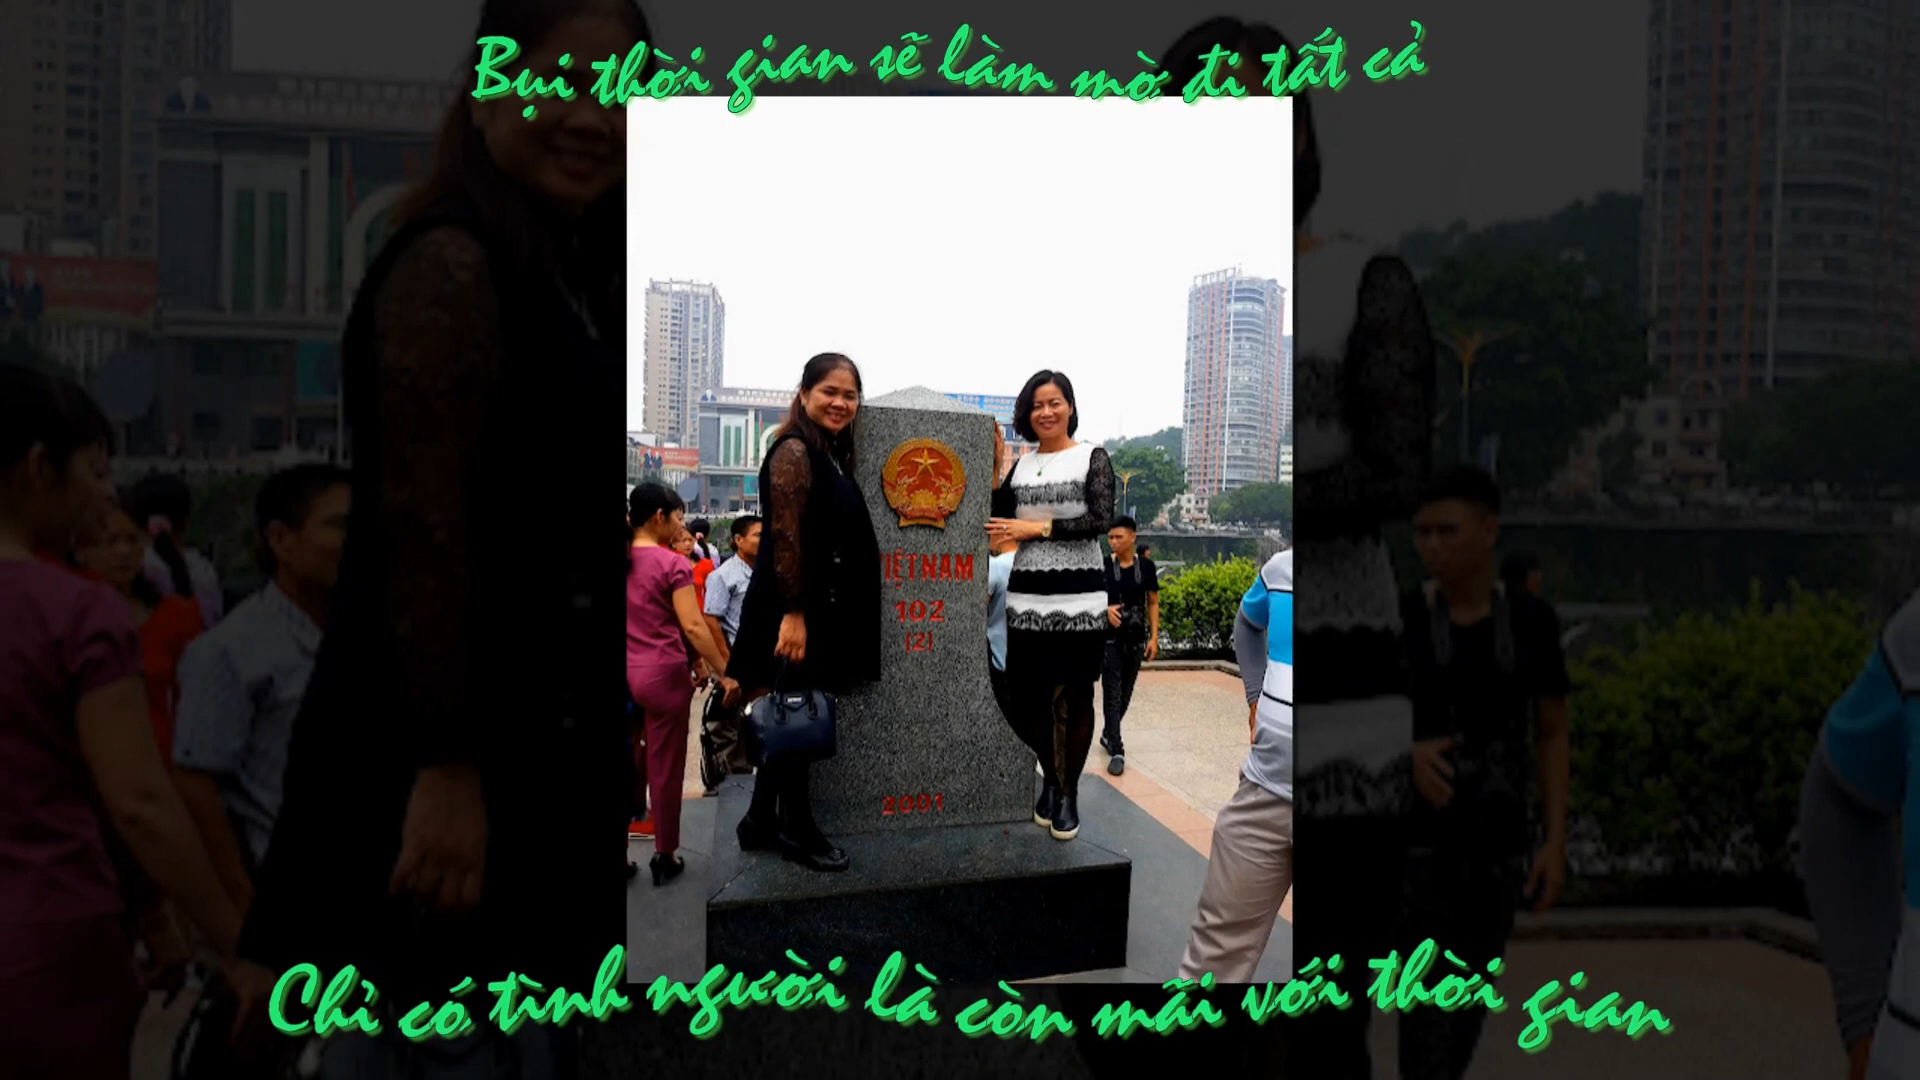 Bụi thời gian sẽ làm mờ đi tất cả
IỆTNAM
102
(2)
2001
Chỉ có tình người là còn mãi với thời gian